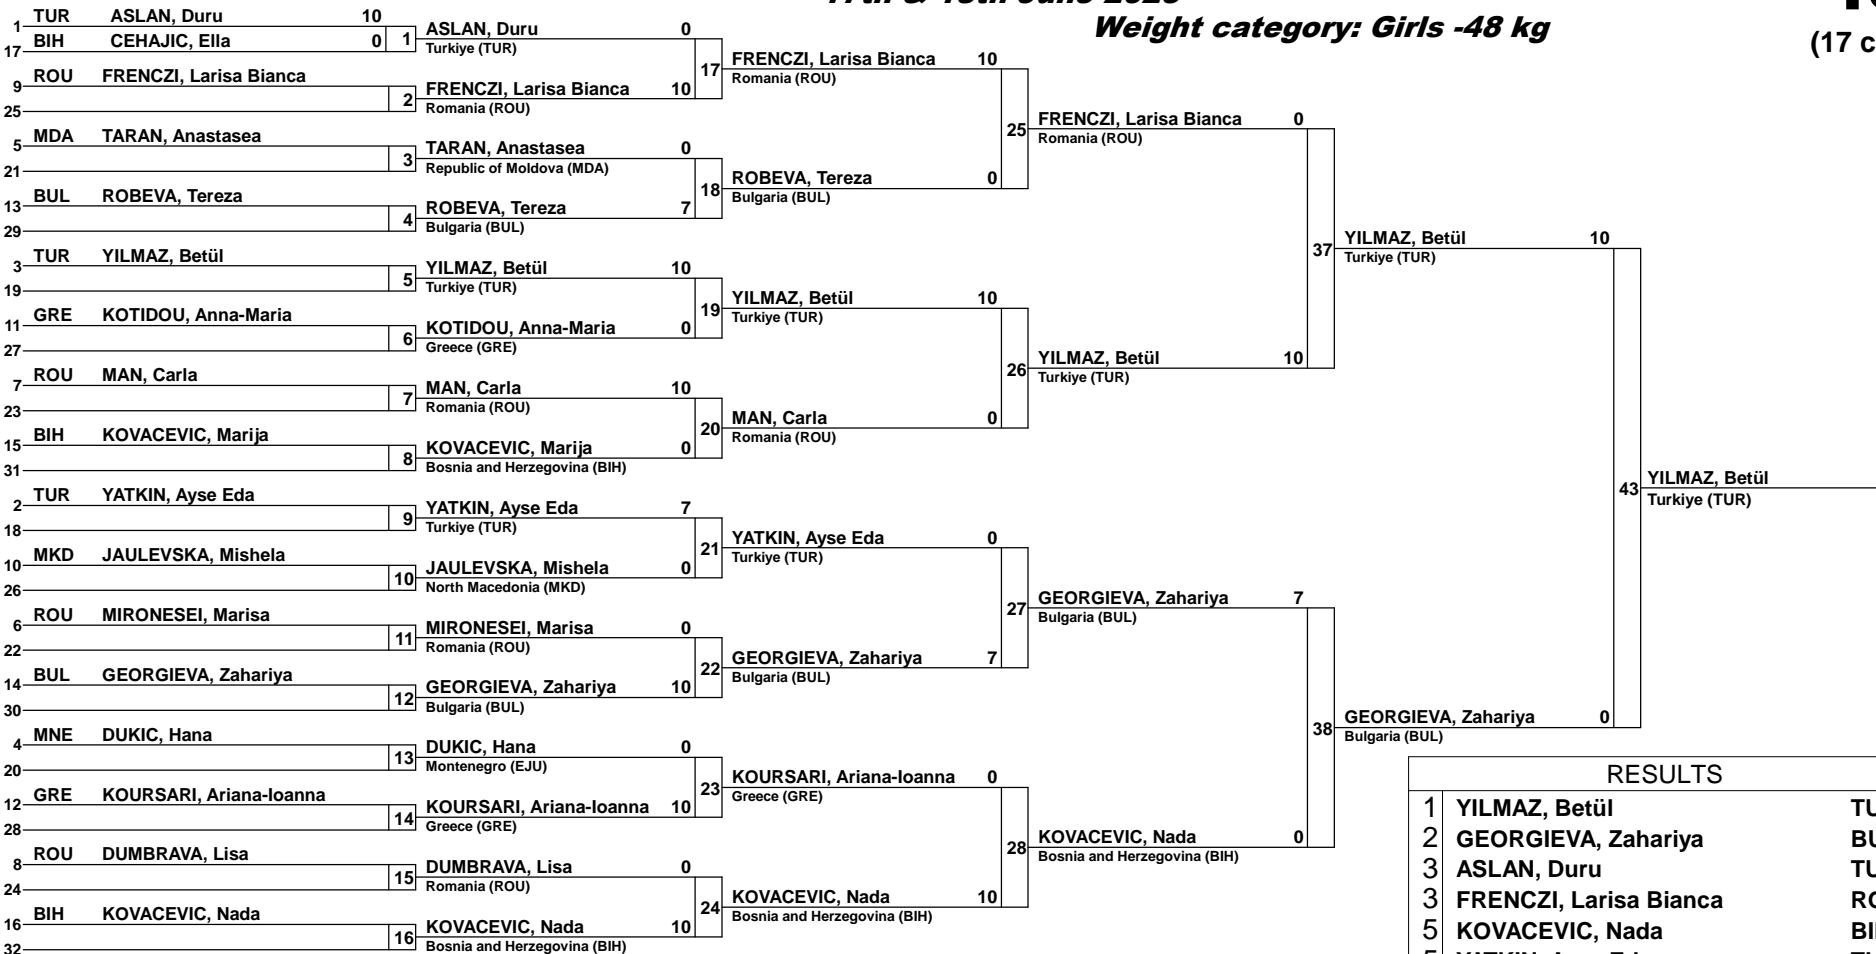 Weight category: Girls -48 kg
(17 c
1 TUR ASLAN, Duru 10
17 BIH CEHAJIC, Ella 0
9 ROU FRENCZI, Larisa Bianca
25
5 MDA TARAN, Anastasea
21
13 BUL ROBEVA, Tereza
29
3 TUR YILMAZ, Betül
19
11 GRE KOTIDOU, Anna-Maria
27
7 ROU MAN, Carla
23
15 BIH KOVACEVIC, Marija
31
2 TUR YATKIN, Ayse Eda
18
10 MKD JAULEVSKA, Mishela
26
6 ROU MIRONESEI, Marisa
22
14 BUL GEORGIEVA, Zahariya
30
4 MNE DUKIC, Hana
20
12 GRE KOURSARI, Ariana-Ioanna
28
8 ROU DUMBRAVA, Lisa
24
16 BIH KOVACEVIC, Nada
32
1 ASLAN, Duru 0
Turkiye (TUR)
2 FRENCZI, Larisa Bianca 10
Romania (ROU)
3 TARAN, Anastasea 0
Republic of Moldova (MDA)
4 ROBEVA, Tereza 7
Bulgaria (BUL)
5 YILMAZ, Betül 10
Turkiye (TUR)
6 KOTIDOU, Anna-Maria 0
Greece (GRE)
7 MAN, Carla 10
Romania (ROU)
8 KOVACEVIC, Marija 0
Bosnia and Herzegovina (BIH)
9 YATKIN, Ayse Eda 7
Turkiye (TUR)
10 JAULEVSKA, Mishela 0
North Macedonia (MKD)
11 MIRONESEI, Marisa 0
Romania (ROU)
12 GEORGIEVA, Zahariya 10
Bulgaria (BUL)
13 DUKIC, Hana 0
Montenegro (EJU)
14 KOURSARI, Ariana-Ioanna 10
Greece (GRE)
15 DUMBRAVA, Lisa 0
Romania (ROU)
16 KOVACEVIC, Nada 10
Bosnia and Herzegovina (BIH)
17 FRENCZI, Larisa Bianca 10
Romania (ROU)
18 ROBEVA, Tereza 0
Bulgaria (BUL)
19 YILMAZ, Betül 10
Turkiye (TUR)
20 MAN, Carla 0
Romania (ROU)
21 YATKIN, Ayse Eda 0
Turkiye (TUR)
22 GEORGIEVA, Zahariya 7
Bulgaria (BUL)
23 KOURSARI, Ariana-Ioanna 0
Greece (GRE)
24 KOVACEVIC, Nada 10
Bosnia and Herzegovina (BIH)
25 FRENCZI, Larisa Bianca 0
Romania (ROU)
26 YILMAZ, Betül 10
Turkiye (TUR)
27 GEORGIEVA, Zahariya 7
Bulgaria (BUL)
28 KOVACEVIC, Nada 0
Bosnia and Herzegovina (BIH)
37 YILMAZ, Betül 10
Turkiye (TUR)
38 GEORGIEVA, Zahariya 0
Bulgaria (BUL)
43 YILMAZ, Betül
Turkiye (TUR)
RESULTS
1 YILMAZ, Betül TU
2 GEORGIEVA, Zahariya BU
3 ASLAN, Duru TU
3 FRENCZI, Larisa Bianca RO
5 KOVACEVIC, Nada BI